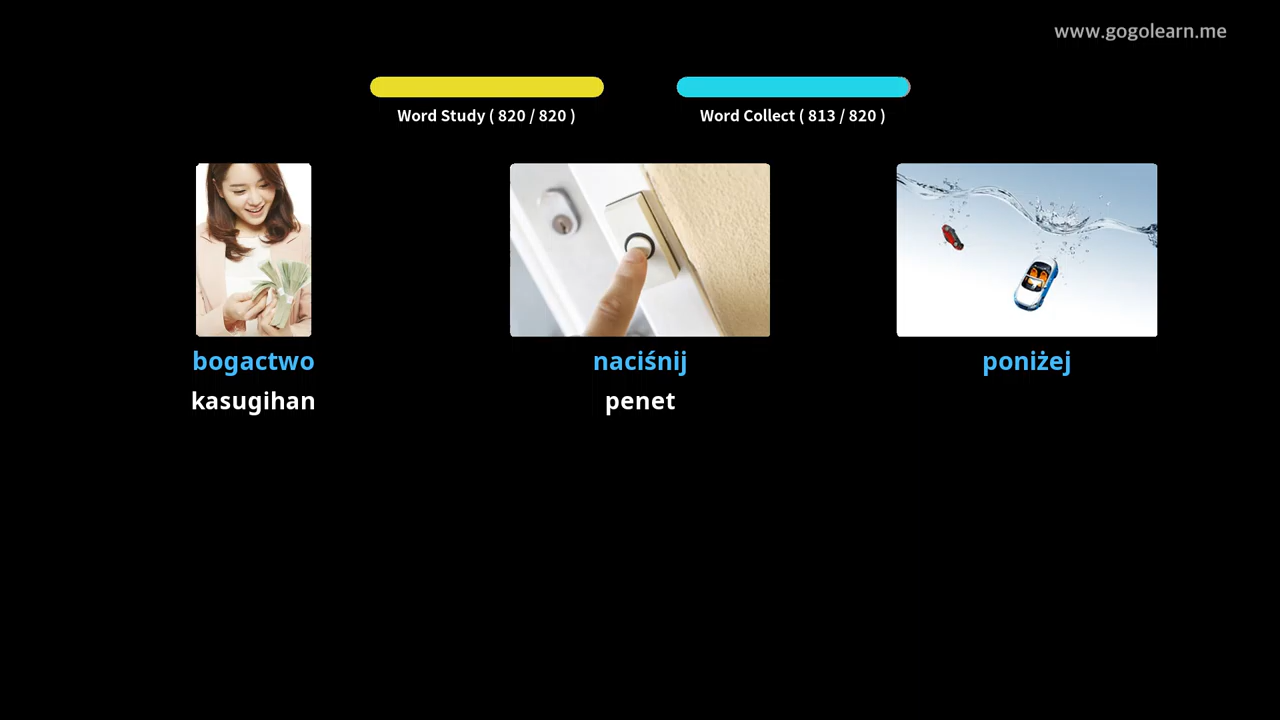 www.gogolearn.me
Word Study ( 820 / 820 )
Word Collect ( 813 / 820 )
bogactwo
naciśnij
poniżej
kasugihan
penet